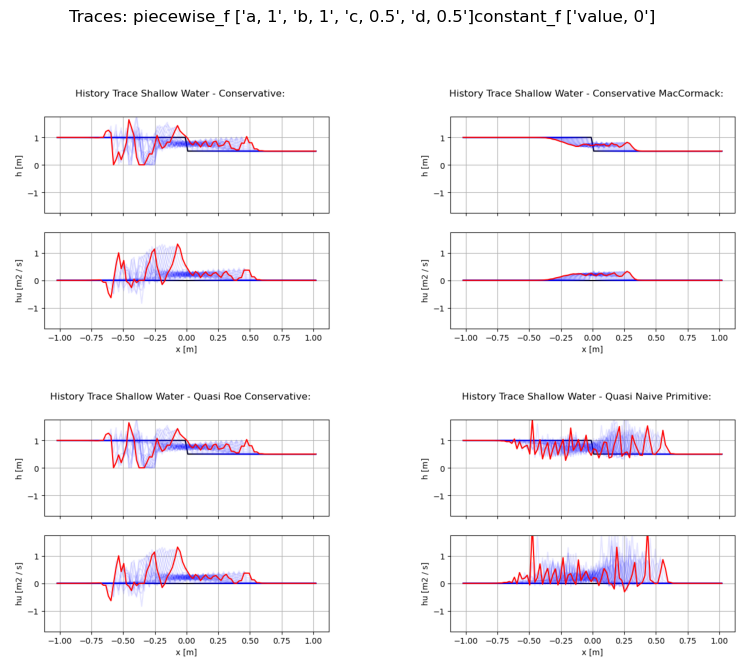 Traces: piecewise_f ['a, 1', 'b, 1', 'c, 0.5', 'd, 0.5']constant_f ['value, 0']
History Trace Shallow Water - Conservative:
h [m]
1
0
−1
hu [m2 / s]
1
0
−1
−1.00 −0.75 −0.50 −0.25 0.00 0.25 0.50 0.75 1.00
x [m]
History Trace Shallow Water - Conservative MacCormack:
h [m]
1
0
−1
hu [m2 / s]
1
0
−1
−1.00 −0.75 −0.50 −0.25 0.00 0.25 0.50 0.75 1.00
x [m]
History Trace Shallow Water - Quasi Roe Conservative:
h [m]
1
0
−1
hu [m2 / s]
1
0
−1
−1.00 −0.75 −0.50 −0.25 0.00 0.25 0.50 0.75 1.00
x [m]
History Trace Shallow Water - Quasi Naive Primitive:
h [m]
1
0
−1
hu [m2 / s]
1
0
−1
−1.00 −0.75 −0.50 −0.25 0.00 0.25 0.50 0.75 1.00
x [m]